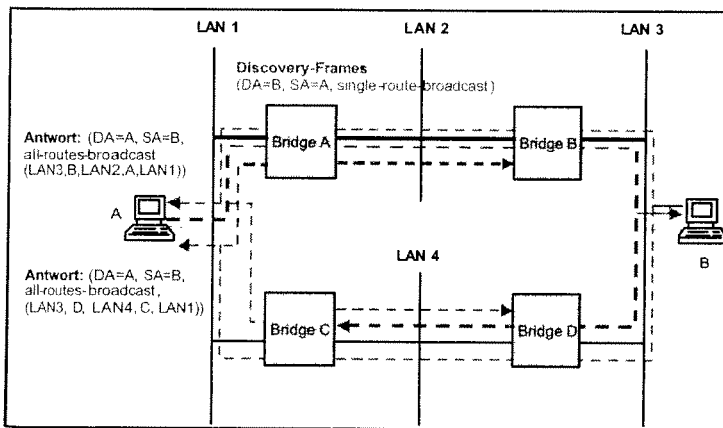 LAN 1
LAN 2
LAN 3
Discovery-Frames
(DA=B, SA=A, single-route-broadcast)
Antwort: (DA=A, SA=B,
all-routes-broadcast
(LAN3,B,LAN2,A,LAN1))
Bridge A
Bridge B
A
B
LAN 4
Antwort: (DA=A, SA=B,
all-routes-broadcast,
(LAN3, D, LAN4, C, LAN1))
Bridge C
Bridge D